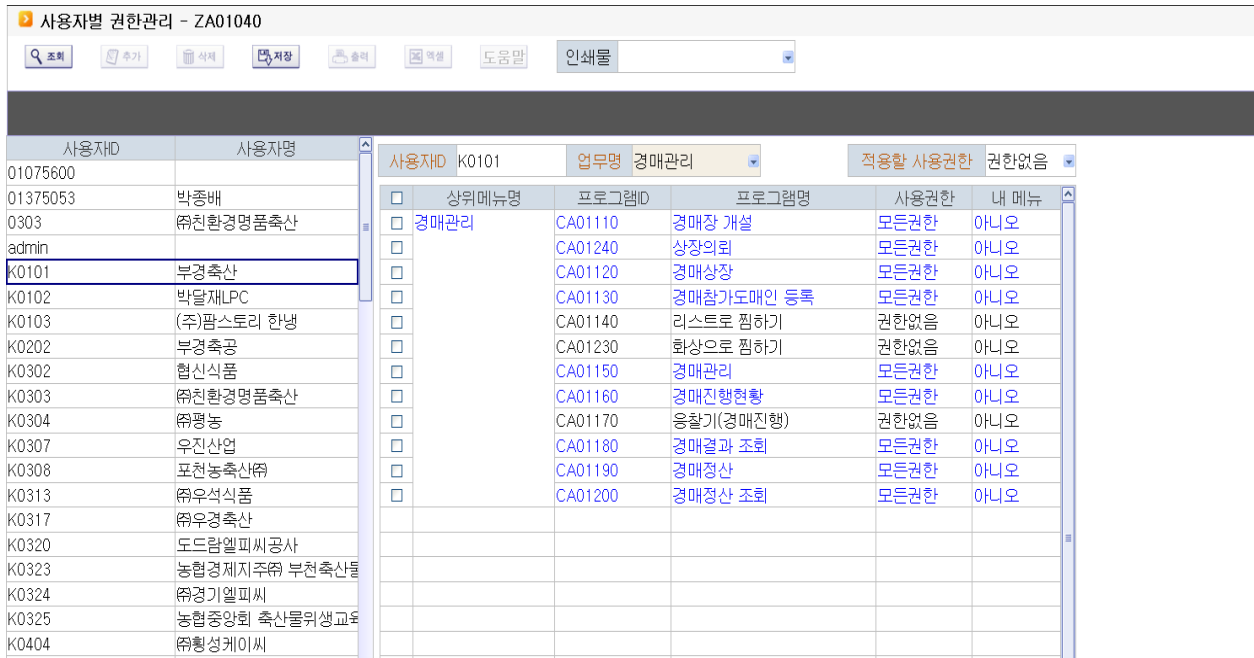 사용자별 권한관리 - ZA01040
조회 추가 삭제 저장 출력 엑셀 도움말 인쇄물
사용자ID 사용자명
01075600
01375053 박종배
0303 ㈜친환경명품축산
admin
K0101 부경축산
K0102 박달재LPC
K0103 (주)팜스토리 한냉
K0202 부경축공
K0302 협신식품
K0303 ㈜친환경명품축산
K0304 ㈜평농
K0307 우진산업
K0308 포천농축산㈜
K0313 ㈜우석식품
K0317 ㈜우경축산
K0320 도드람엘피씨공사
K0323 농협경제지주㈜ 부천축산물
K0324 ㈜경기엘피씨
K0325 농협중앙회 축산물위생교육
K0404 ㈜횡성케이씨
사용자ID K0101 업무명 경매관리 적용할 사용권한 권한없음
상위메뉴명 프로그램ID 프로그램명 사용권한 내 메뉴
경매관리 CA01110 경매장 개설 모든권한 아니오
CA01240 상장의뢰 모든권한 아니오
CA01120 경매상장 모든권한 아니오
CA01130 경매참가도매인 등록 모든권한 아니오
CA01140 리스트로 찜하기 권한없음 아니오
CA01230 화상으로 찜하기 권한없음 아니오
CA01150 경매관리 모든권한 아니오
CA01160 경매진행현황 모든권한 아니오
CA01170 응찰기(경매진행) 권한없음 아니오
CA01180 경매결과 조회 모든권한 아니오
CA01190 경매정산 모든권한 아니오
CA01200 경매정산 조회 모든권한 아니오